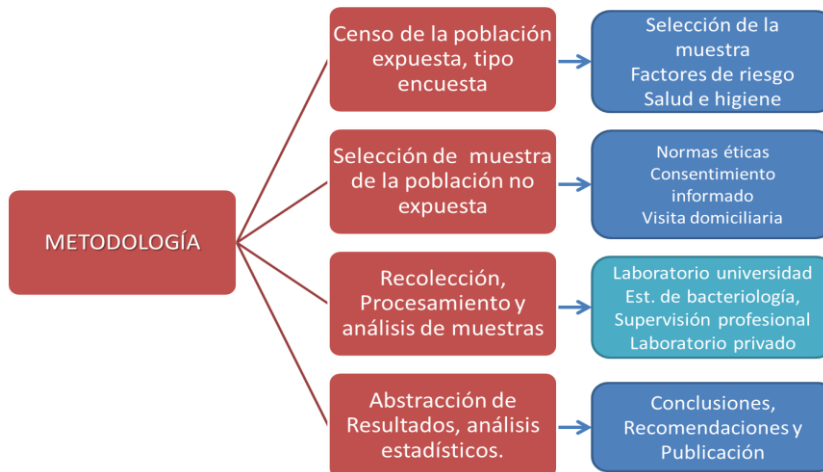 METODOLOGÍA
Censo de la población
expuesta, tipo
encuesta
Selección de la
muestra
Factores de riesgo
Salud e higiene
Selección de  muestra
de la población no
expuesta
Normas éticas
Consentimiento
informado
Visita domiciliaria
Recolección,
Procesamiento y
análisis de muestras
Laboratorio universidad
Est. de bacteriología,
Supervisión profesional
Laboratorio privado
Abstracción de
Resultados, análisis
estadísticos.
Conclusiones,
Recomendaciones y
Publicación